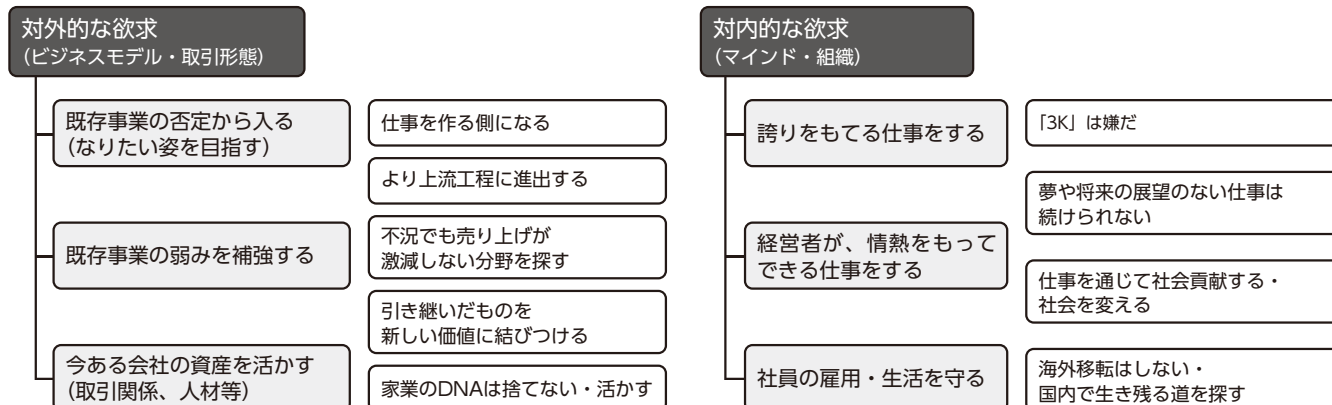 対外的な欲求
（ビジネスモデル・取引形態）
既存事業の否定から入る
（なりたい姿を目指す）
仕事を作る側になる
より上流工程に進出する
既存事業の弱みを補強する
不況でも売り上げが
激減しない分野を探す
引き継いだものを
新しい価値に結びつける
今ある会社の資産を活かす
（取引関係、人材等）
家業のDNAは捨てない・活かす
対内的な欲求
（マインド・組織）
誇りをもてる仕事をする
「3K」は嫌だ
夢や将来の展望のない仕事は
続けられない
経営者が、情熱をもって
できる仕事をする
仕事を通じて社会貢献する・
社会を変える
社員の雇用・生活を守る
海外移転はしない・
国内で生き残る道を探す